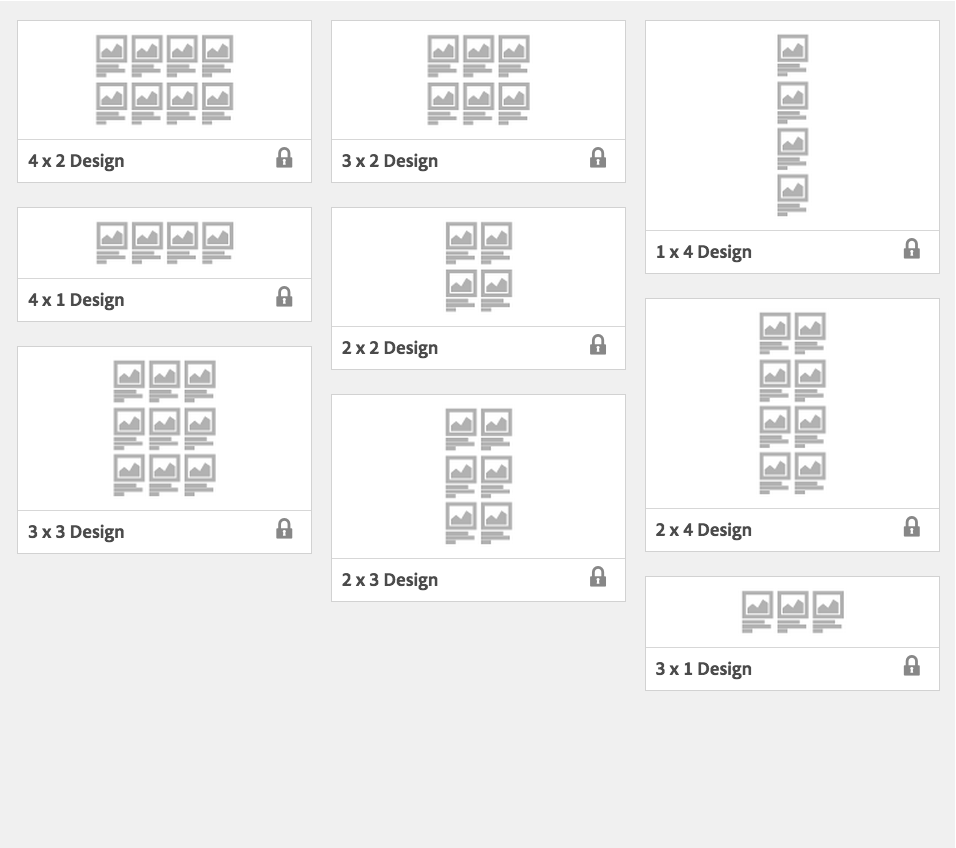 4 x 2 Design
3 x 2 Design
1 x 4 Design
4 x 1 Design
2 x 2 Design
3 x 3 Design
2 x 4 Design
2 x 3 Design
3 x 1 Design